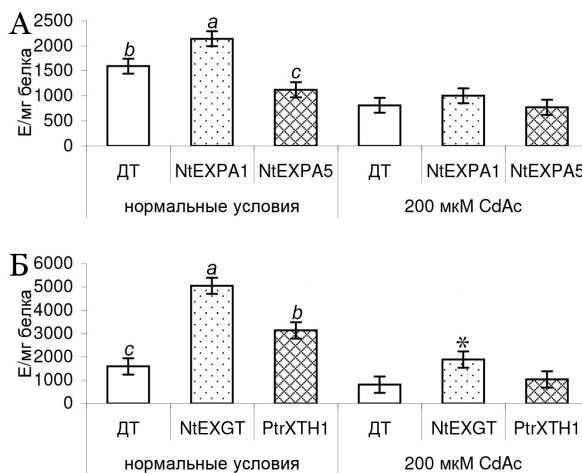 А
Е/мг белка
2500
2000
1500
1000
500
0
b
a
c
ДТ NtEXPA1 NtEXPA5 ДТ NtEXPA1 NtEXPA5
нормальные условия 200 мкМ CdAc
Б
Е/мг белка
6000
5000
4000
3000
2000
1000
0
c
a
b
*
ДТ NtEXGT PtrXTH1 ДТ NtEXGT PtrXTH1
нормальные условия 200 мкМ CdAc